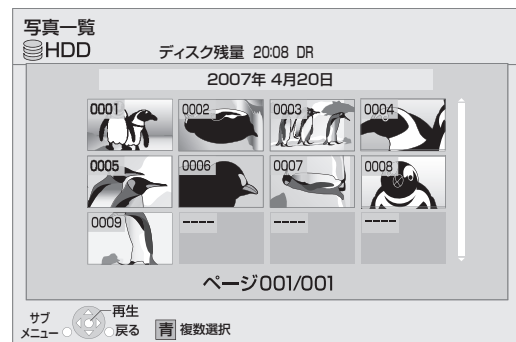 写真一覧
HDD
ディスク残量 20:08 DR
2007年 4月20日
0001 0002 0003 0004
0005 0006 0007 0008
0009 ---- ---- ----
ページ001/001
サブ
メニュー
再生
戻る
青 複数選択